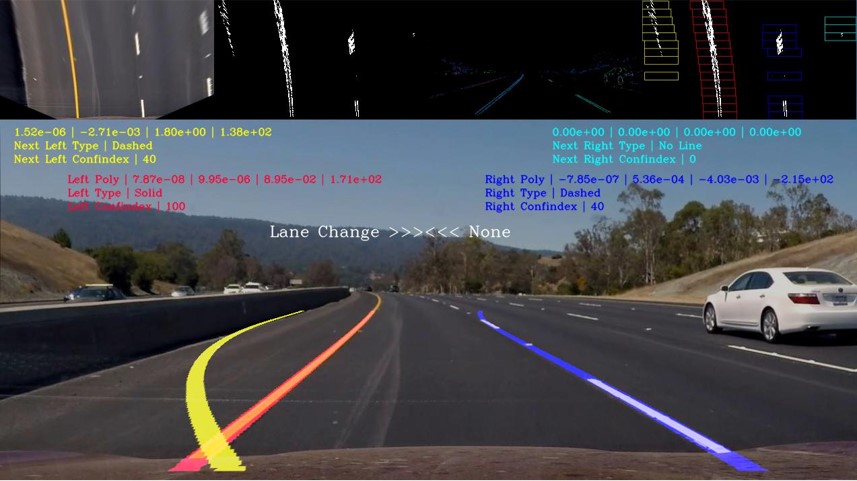 1.52e-06 | -2.71e-03 | 1.80e+00 | 1.38e+02
Next Left Type | Dashed
Next Left Confindex | 40
0.00e+00 | 0.00e+00 | 0.00e+00 | 0.00e+00
Next Right Type | No Line
Next Right Confindex | 0
Left Poly | 7.87e-08 | 9.95e-06 | 8.95e-02 | 1.71e+02
Left Type | Solid
Left Confindex | 100
Right Poly | -7.85e-07 | 5.36e-04 | -4.03e-03 | -2.15e+02
Right Type | Dashed
Right Confindex | 40
Lane Change >>><<< None